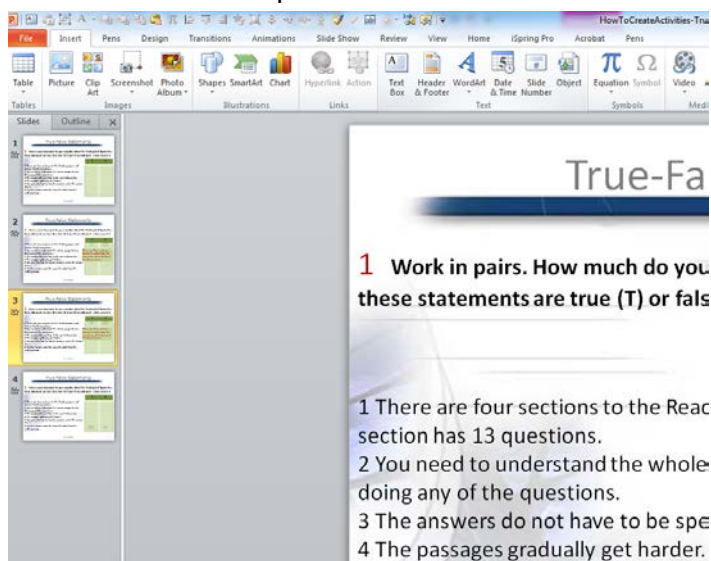 HowToCreateActivities-Tru
File Insert Pens Design Transitions Animations Slide Show Review View Home iSpring Pro Acrobat Pens
Table Picture Clip Art Screenshot Photo Album Shapes SmartArt Chart Hyperlink Action Text Box Header & Footer WordArt Date & Time Slide Number Object Equation Symbol Video
Tables Images Illustrations Links Text Symbols Medi
Slides Outline
1
2
3
4
True-Fa
1 Work in pairs. How much do you
these statements are true (T) or fals
1 There are four sections to the Reac
section has 13 questions.
2 You need to understand the whole
doing any of the questions.
3 The answers do not have to be spe
4 The passages gradually get harder.